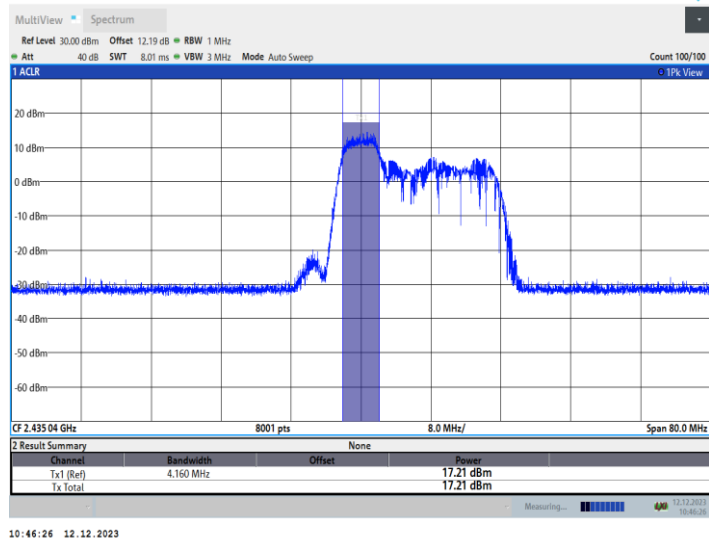 MultiView Spectrum
Ref Level 30.00 dBm Offset 12.19 dB RBW 1 MHz
Att 40 dB SWT 8.01 ms VBW 3 MHz Mode Auto Sweep Count 100/100
1 ACLR 1Pk View
20 dBm
10 dBm
0 dBm
-10 dBm
-20 dBm
-30 dBm
-40 dBm
-50 dBm
-60 dBm
CF 2.435 04 GHz 8001 pts 8.0 MHz/ Span 80.0 MHz
2 Result Summary None
Channel Bandwidth Offset Power
Tx1 (Ref) 4.160 MHz 17.21 dBm
Tx Total 17.21 dBm
Measuring... 12.12.2023
10:46:26
10:46:26 12.12.2023